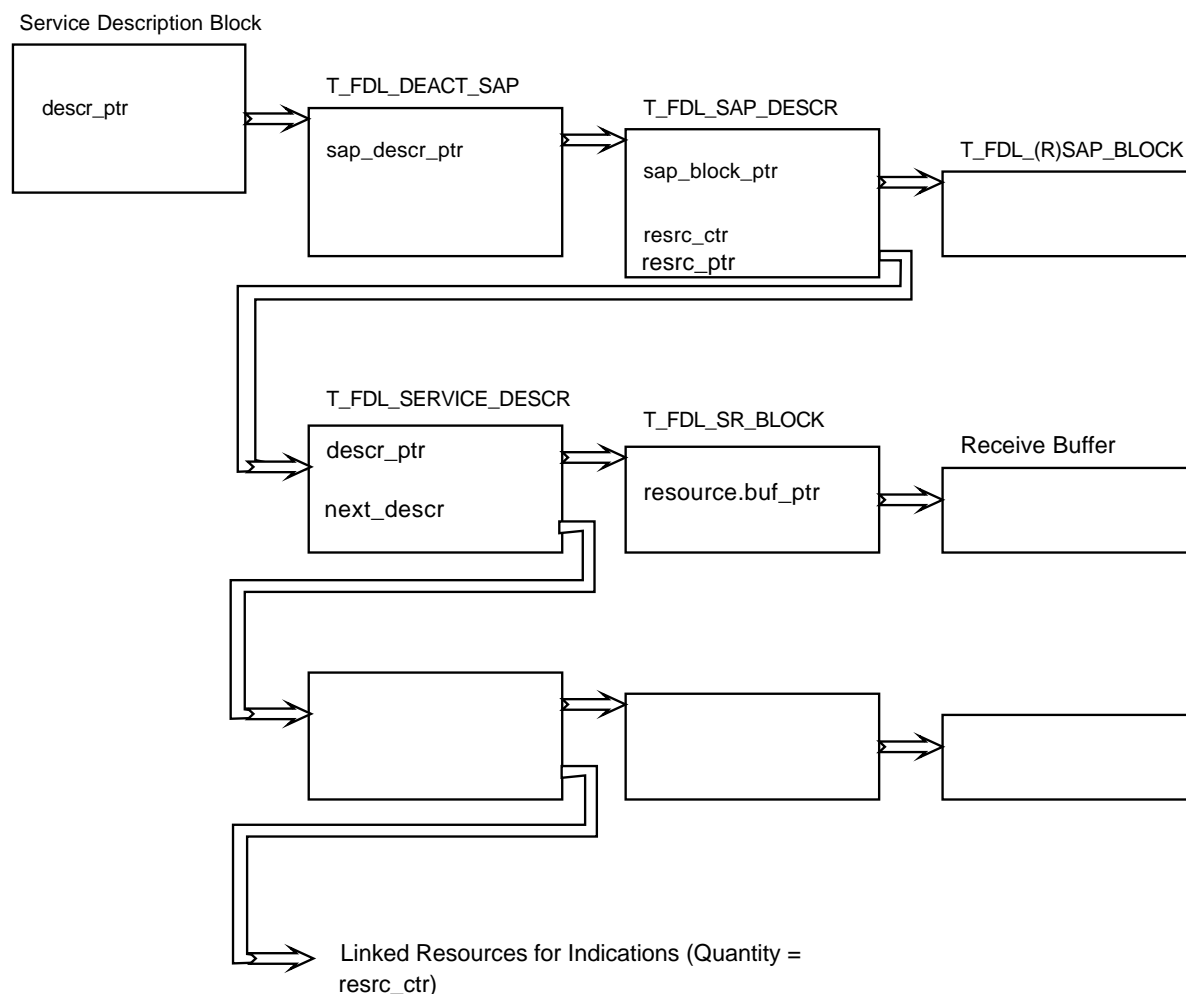 Service Description Block
descr_ptr
T_FDL_DEACT_SAP
sap_descr_ptr
T_FDL_SAP_DESCR
sap_block_ptr
resrc_ctr
resrc_ptr
T_FDL_(R)SAP_BLOCK
T_FDL_SERVICE_DESCR
descr_ptr
next_descr
T_FDL_SR_BLOCK
resource.buf_ptr
Receive Buffer
Linked Resources for Indications (Quantity =
resrc_ctr)